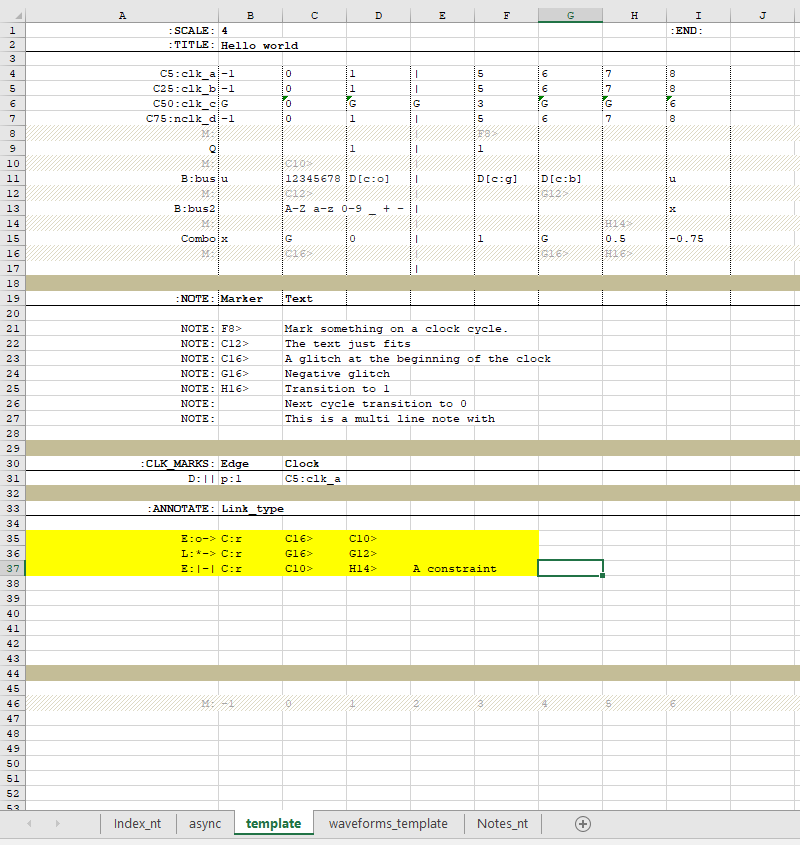 A B C D E F G H I J
1 :SCALE: 4 :END:
2 :TITLE: Hello world
3
4 C5:clk_a -1 0 1 | 5 6 7 8
5 C25:clk_b -1 0 1 | 5 6 7 8
6 C50:clk_c G 0 G G 3 G G 6
7 C75:nclk_d -1 0 1 | 5 6 7 8
8 M: | F8>
9 Q 1 | 1
10 M: C10> |
11 B:bus u 12345678 D[c:o] | D[c:g] D[c:b] u
12 M: C12> | G12>
13 B:bus2 A-Z a-z 0-9 _ + - | x
14 M: | H14>
15 Combo x G 0 | 1 G 0.5 -0.75
16 M: C16> | G16> H16>
17 |
18
19 :NOTE: Marker Text
20
21 NOTE: F8> Mark something on a clock cycle.
22 NOTE: C12> The text just fits
23 NOTE: C16> A glitch at the beginning of the clock
24 NOTE: G16> Negative glitch
25 NOTE: H16> Transition to 1
26 NOTE: Next cycle transition to 0
27 NOTE: This is a multi line note with
28
29
30 :CLK_MARKS: Edge Clock
31 D:|| p:1 C5:clk_a
32
33 :ANNOTATE: Link_type
34
35 E:o-> C:r C16> C10>
36 L:*-> C:r G16> G12>
37 E:|-| C:r C10> H14> A constraint
38
39
40
41
42
43
44
45
46 M: -1 0 1 2 3 4 5 6
47
48
49
50
51
52
53
Index_nt async template waveforms_template Notes_nt